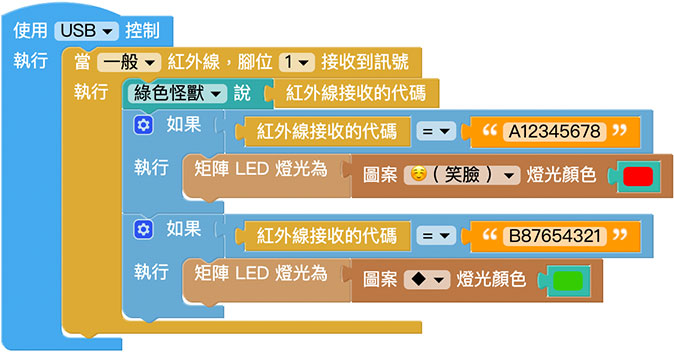 使用 USB 控制
執行 當 一般 紅外線，腳位 1 接收到訊號
執行 綠色怪獸 說 紅外線接收的代碼
如果 紅外線接收的代碼 = “ A12345678 ”
執行 矩陣 LED 燈光為 圖案 ☺️ ( 笑臉 ) 燈光顏色
如果 紅外線接收的代碼 = “ B87654321 ”
執行 矩陣 LED 燈光為 圖案 ◆ 燈光顏色